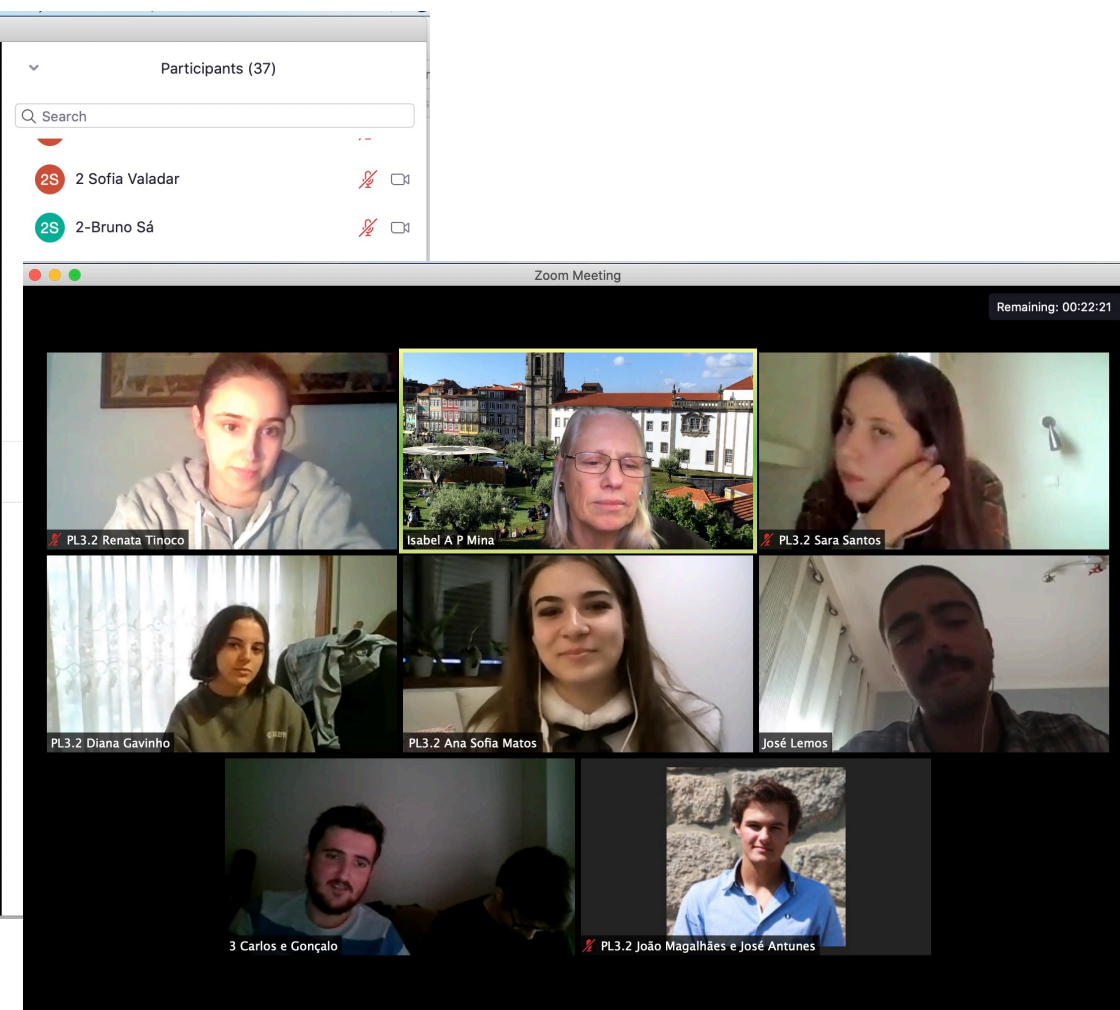 Participants (37)
Search
2S 2 Sofia Valadar
2S 2-Bruno Sá
Zoom Meeting
Remaining: 00:22:21
PL3.2 Renata Tinoco
Isabel A P Mina
PL3.2 Sara Santos
PL3.2 Diana Gavinho
PL3.2 Ana Sofia Matos
José Lemos
3 Carlos e Gonçalo
PL3.2 João Magalhães e José Antunes